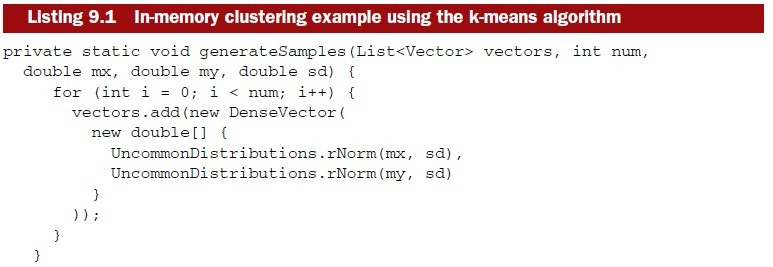 Listing 9.1 In-memory clustering example using the k-means algorithm
private static void generateSamples(List<Vector> vectors, int num,
  double mx, double my, double sd) {
     for (int i = 0; i < num; i++) {
       vectors.add(new DenseVector(
         new double[] {
           UncommonDistributions.rNorm(mx, sd),
           UncommonDistributions.rNorm(my, sd)
         }
       ));
     }
   }